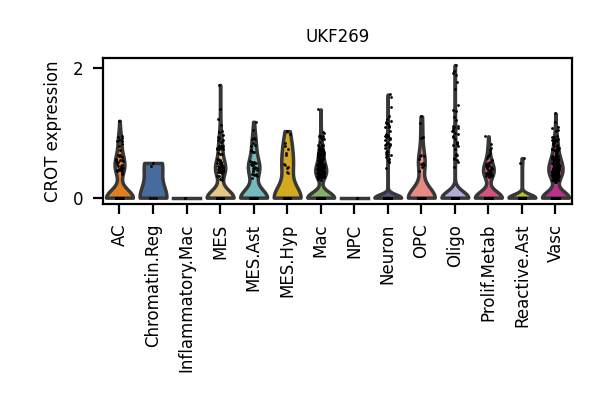 UKF269
CROT expression
2
0
AC
Chromatin.Reg
Inflammatory.Mac
MES
MES.Ast
MES.Hyp
Mac
NPC
Neuron
OPC
Oligo
Prolif.Metab
Reactive.Ast
Vasc